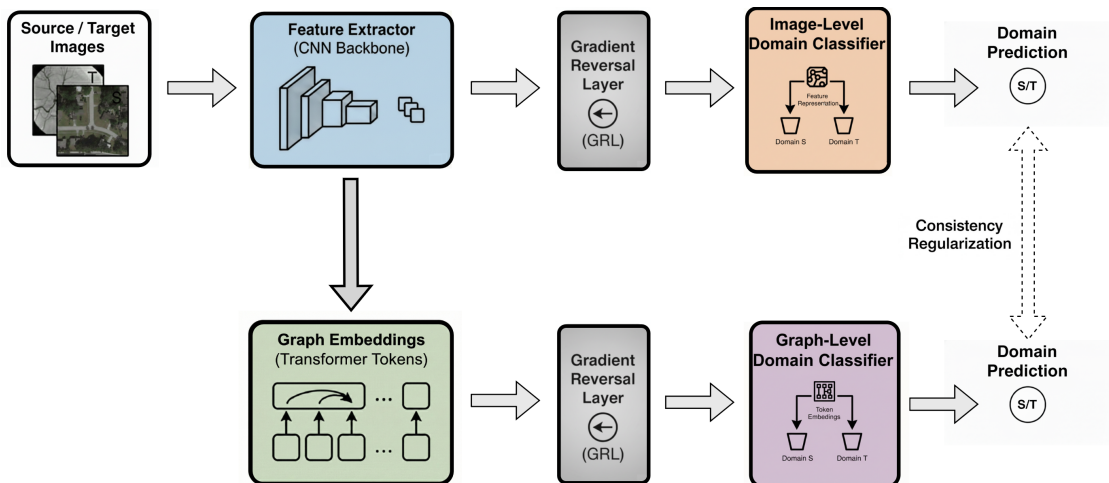 Source / Target
Images
T
S
Feature Extractor
(CNN Backbone)
Gradient
Reversal
Layer
(GRL)
Image-Level
Domain Classifier
Feature
Representation
Domain S
Domain T
Domain
Prediction
S/T
Consistency
Regularization
Graph Embeddings
(Transformer Tokens)
...
...
Gradient
Reversal
Layer
(GRL)
Graph-Level
Domain Classifier
Token
Embedings
Domain S
Domain T
Domain
Prediction
S/T